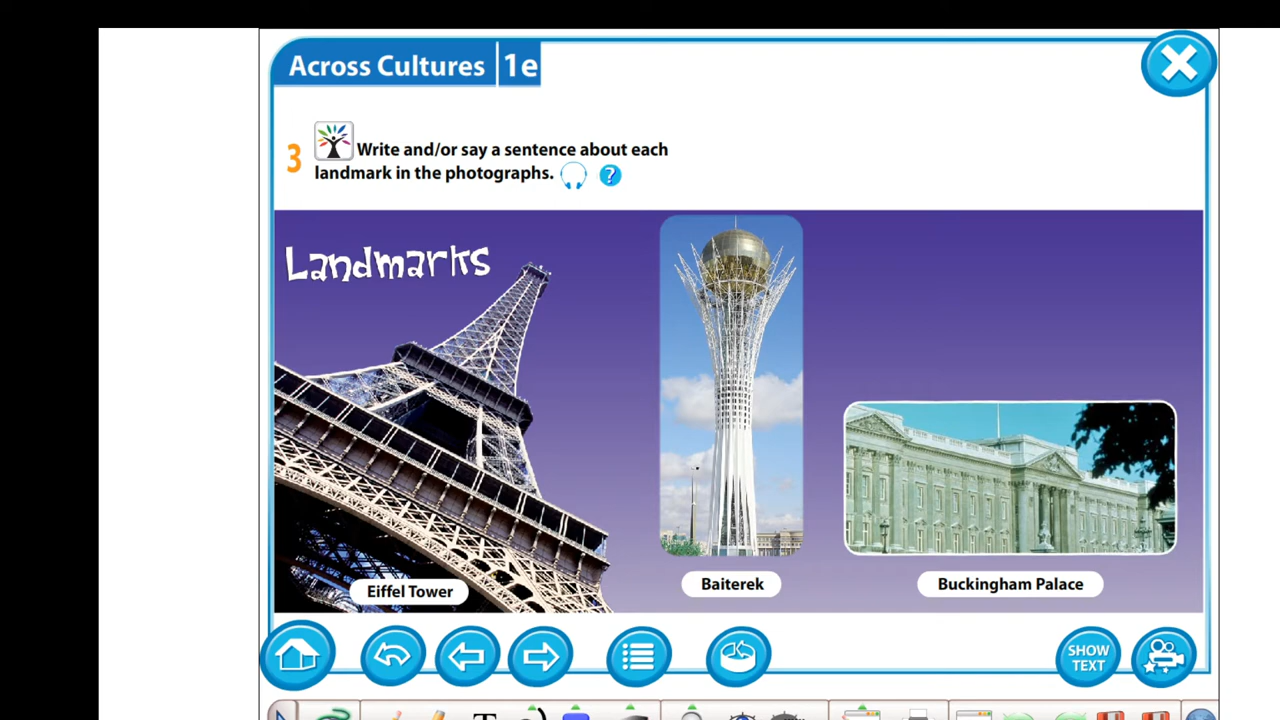 Across Cultures 1e
3 Write and/or say a sentence about each
landmark in the photographs. ?
Landmarks
Eiffel Tower
Baiterek
Buckingham Palace
SHOW
TEXT
T